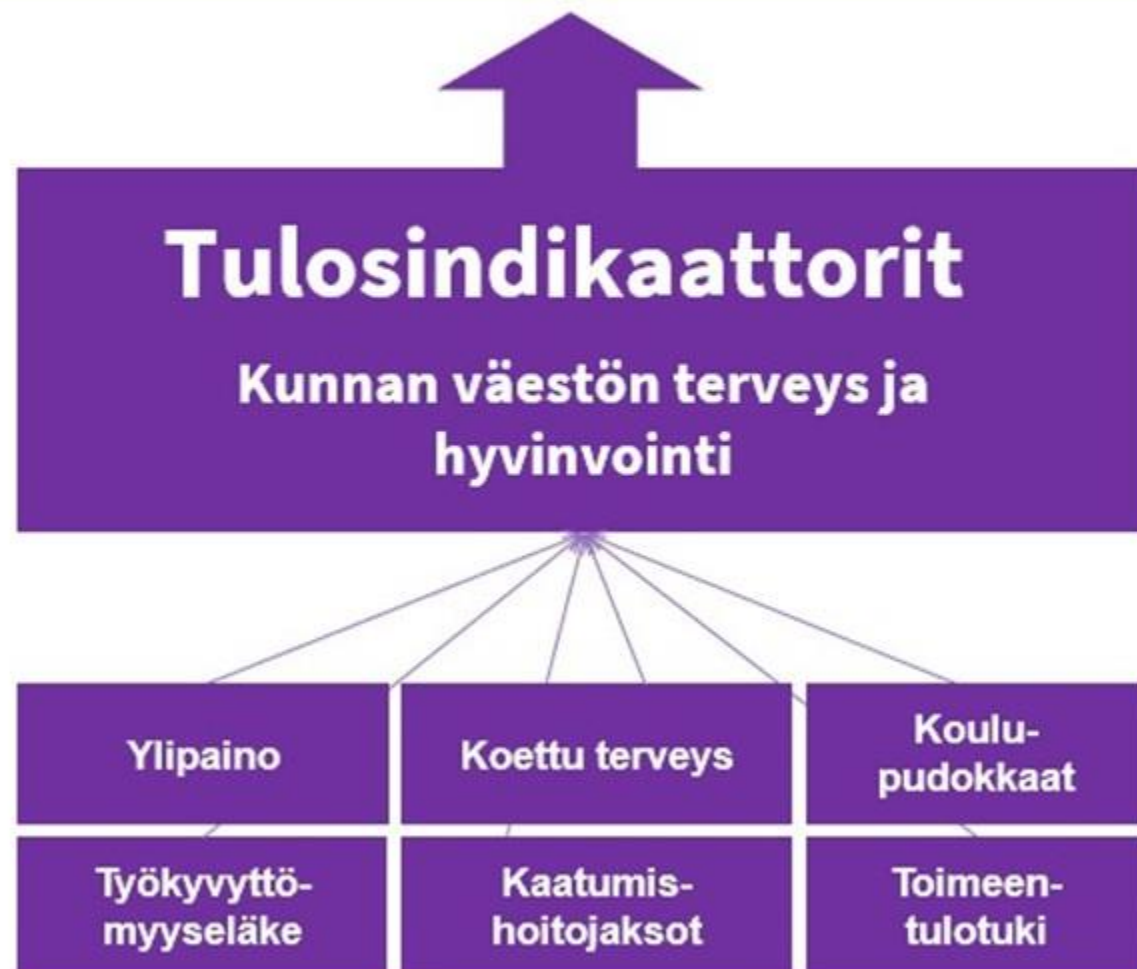 Tulosindikaattorit
Kunnan väestön terveys ja
hyvinvointi
Ylipaino
Koettu terveys
Koulu-
pudokkaat
Työkyvyttö-
myyseläke
Kaatumis-
hoitojaksot
Toimeen-
tulotuki